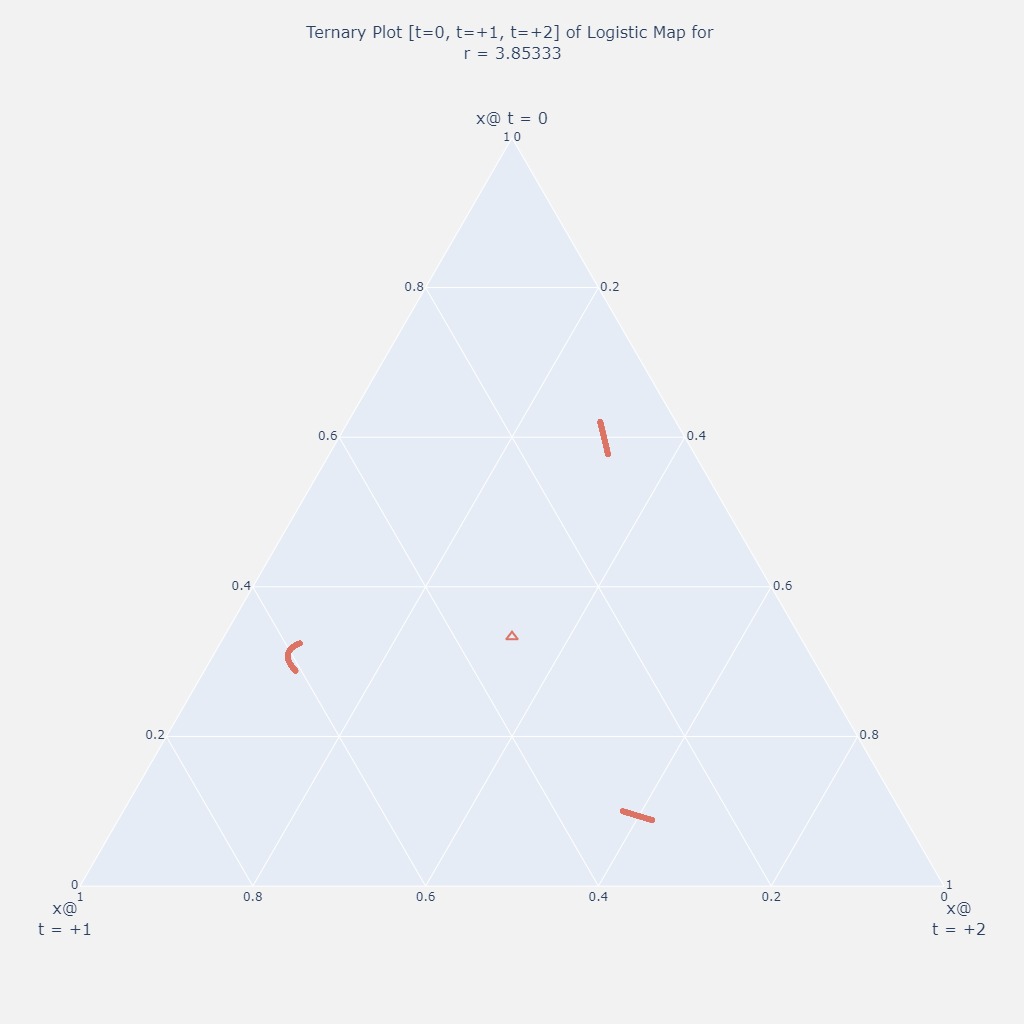 Ternary Plot [t=0, t=+1, t=+2] of Logistic Map for
r = 3.85333
x@ t = 0
1 0
0.8 0.2
0.6 0.4
0.4 0.6
0.2 0.8
0 1
1 0.8 0.6 0.4 0.2 0
x@ x@
t = +1 t = +2